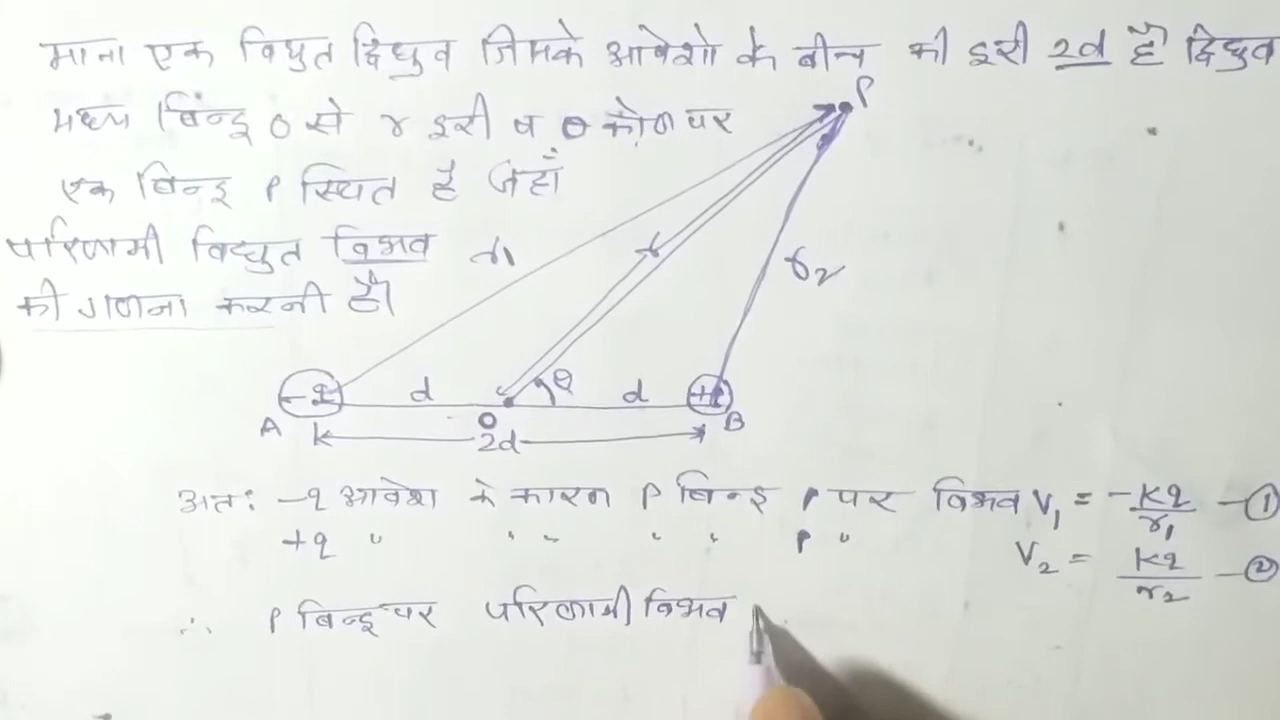 माना एक विधुत द्विध्रुव जिसके आवेशो के बीच की दूरी 2d है द्विध्रुव
मध्य बिन्दू O से r दूरी व θ कोण पर
एक बिन्दू P स्थित है जहाँ
परिणामी विद्युत विभव
की गणना करनी है।
P
r₁
r
r₂
-q d θ d +q
A O B
2d
अतः -q आवेश के कारण P बिन्दू P पर विभव V₁ = -Kq/r₁ -①
+q " " " " " P " V₂ = Kq/r₂ -②
∴ P बिन्दू पर परिणामी विभव